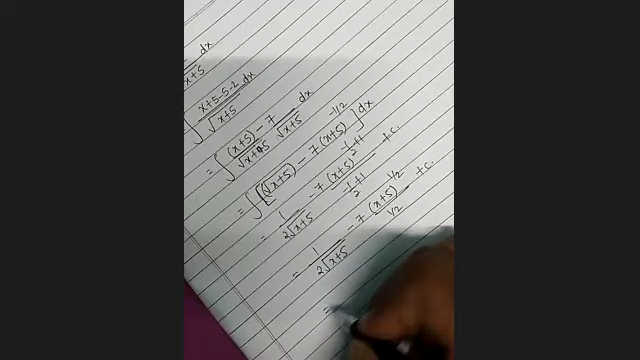 √x+5 dx
∫ x+5-5-2/√x+5 dx
= ∫ (x+5)/√x+5 - 7/√x+5 dx
= ∫ [(√x+5) - 7(x+5)^-1/2] dx
= 1/2√x+5 - 7 (x+5)^-1/2+1/-1/2+1 + c
= 1/2√x+5 - 7 (x+5)^1/2/1/2 + c
=